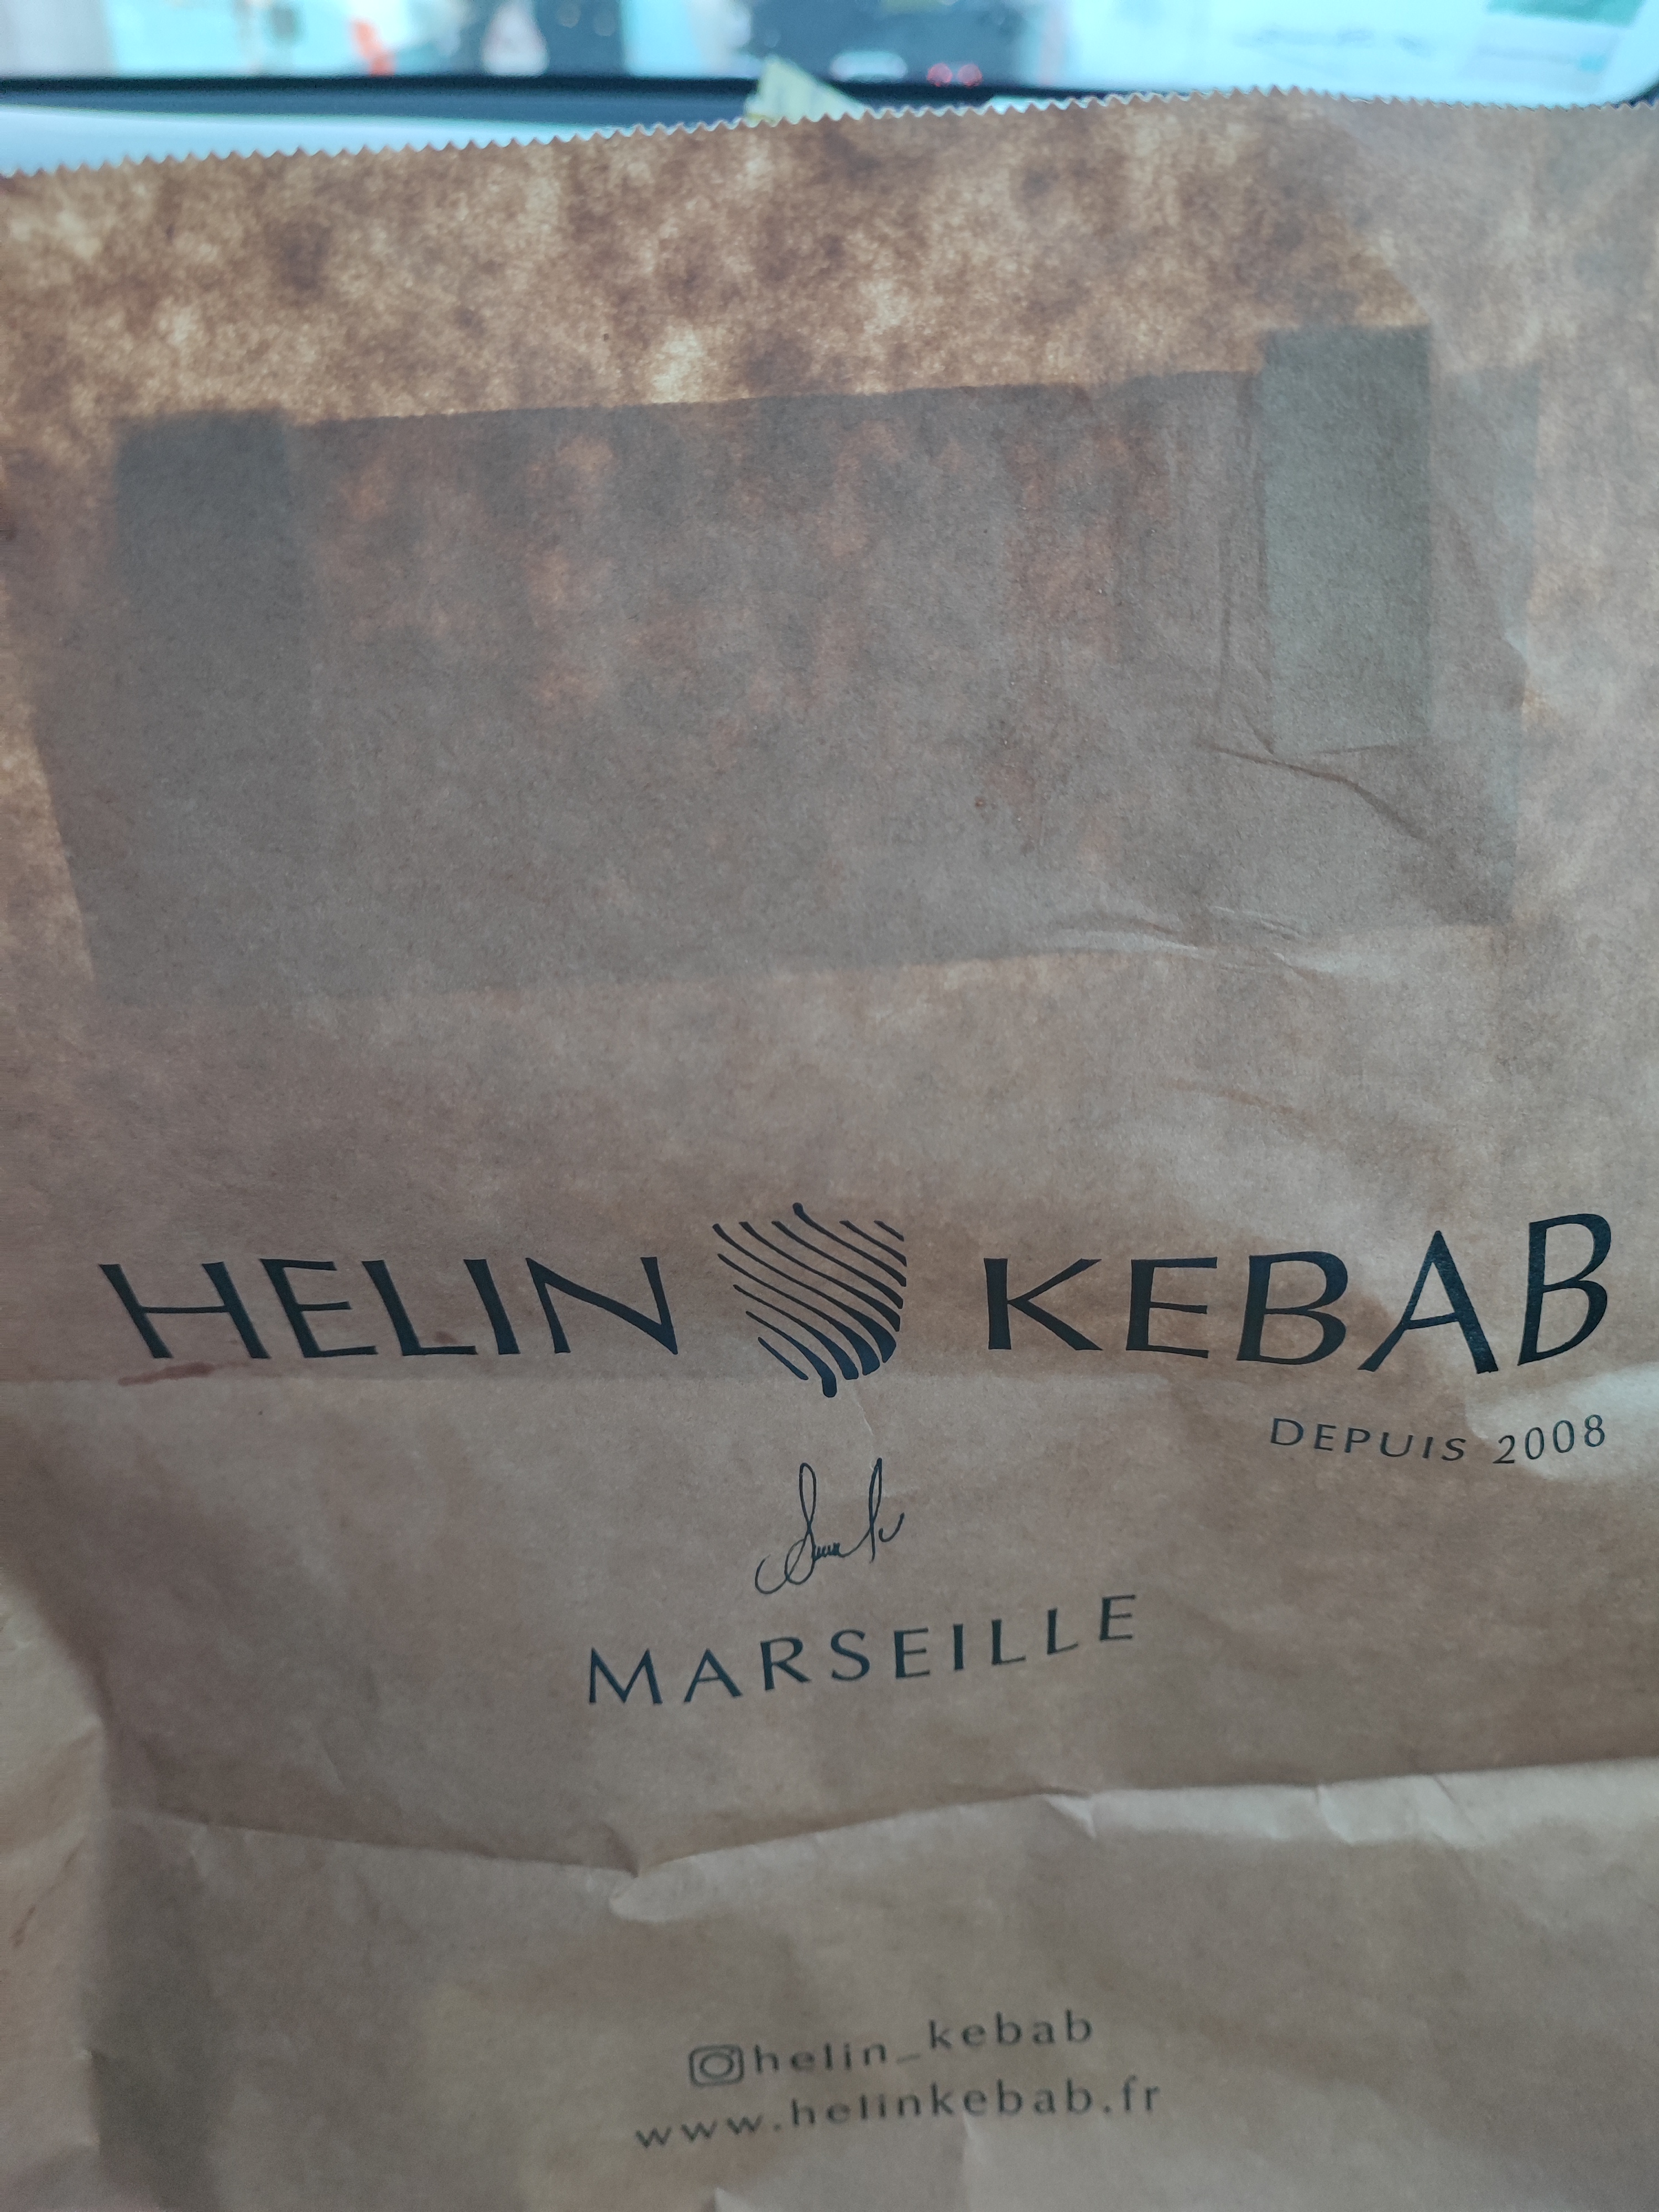 HELIN KEBAB
DEPUIS 2008
MARSEILLE
helin_kebab
www.helinkebab.fr